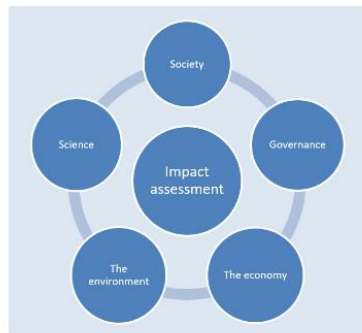 Society
Science
Governance
Impact
assessment
The
environment
The economy